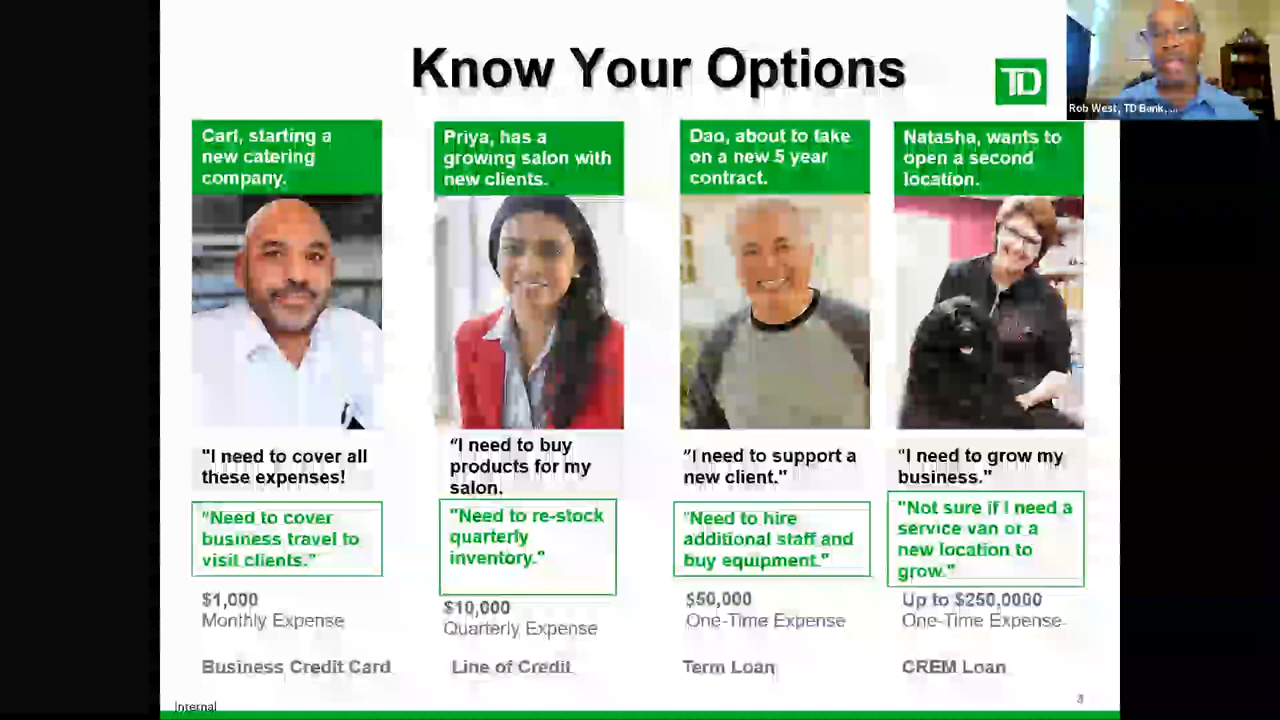 Know Your Options
TD
Rob West, TD Bank, ...
Carl, starting a
new catering
company.
"I need to cover all
these expenses!
"Need to cover
business travel to
visit clients."
$1,000
Monthly Expense
Business Credit Card
Priya, has a
growing salon with
new clients.
"I need to buy
products for my
salon.
"Need to re-stock
quarterly
inventory."
$10,000
Quarterly Expense
Line of Credit
Dao, about to take
on a new 5 year
contract.
"I need to support a
new client."
"Need to hire
additional staff and
buy equipment."
$50,000
One-Time Expense
Term Loan
Natasha, wants to
open a second
location.
"I need to grow my
business."
"Not sure if I need a
service van or a
new location to
grow."
Up to $250,0000
One-Time Expense
CREM Loan
Internal